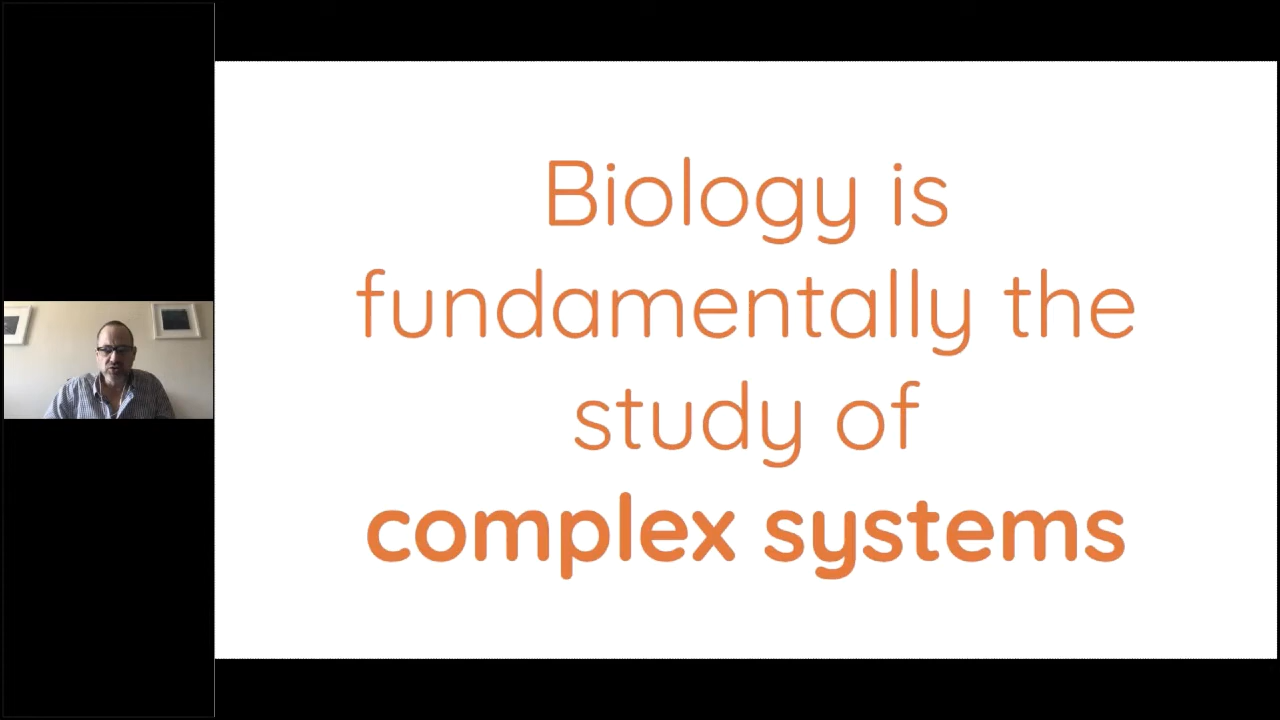 Biology is
fundamentally the
study of
complex systems